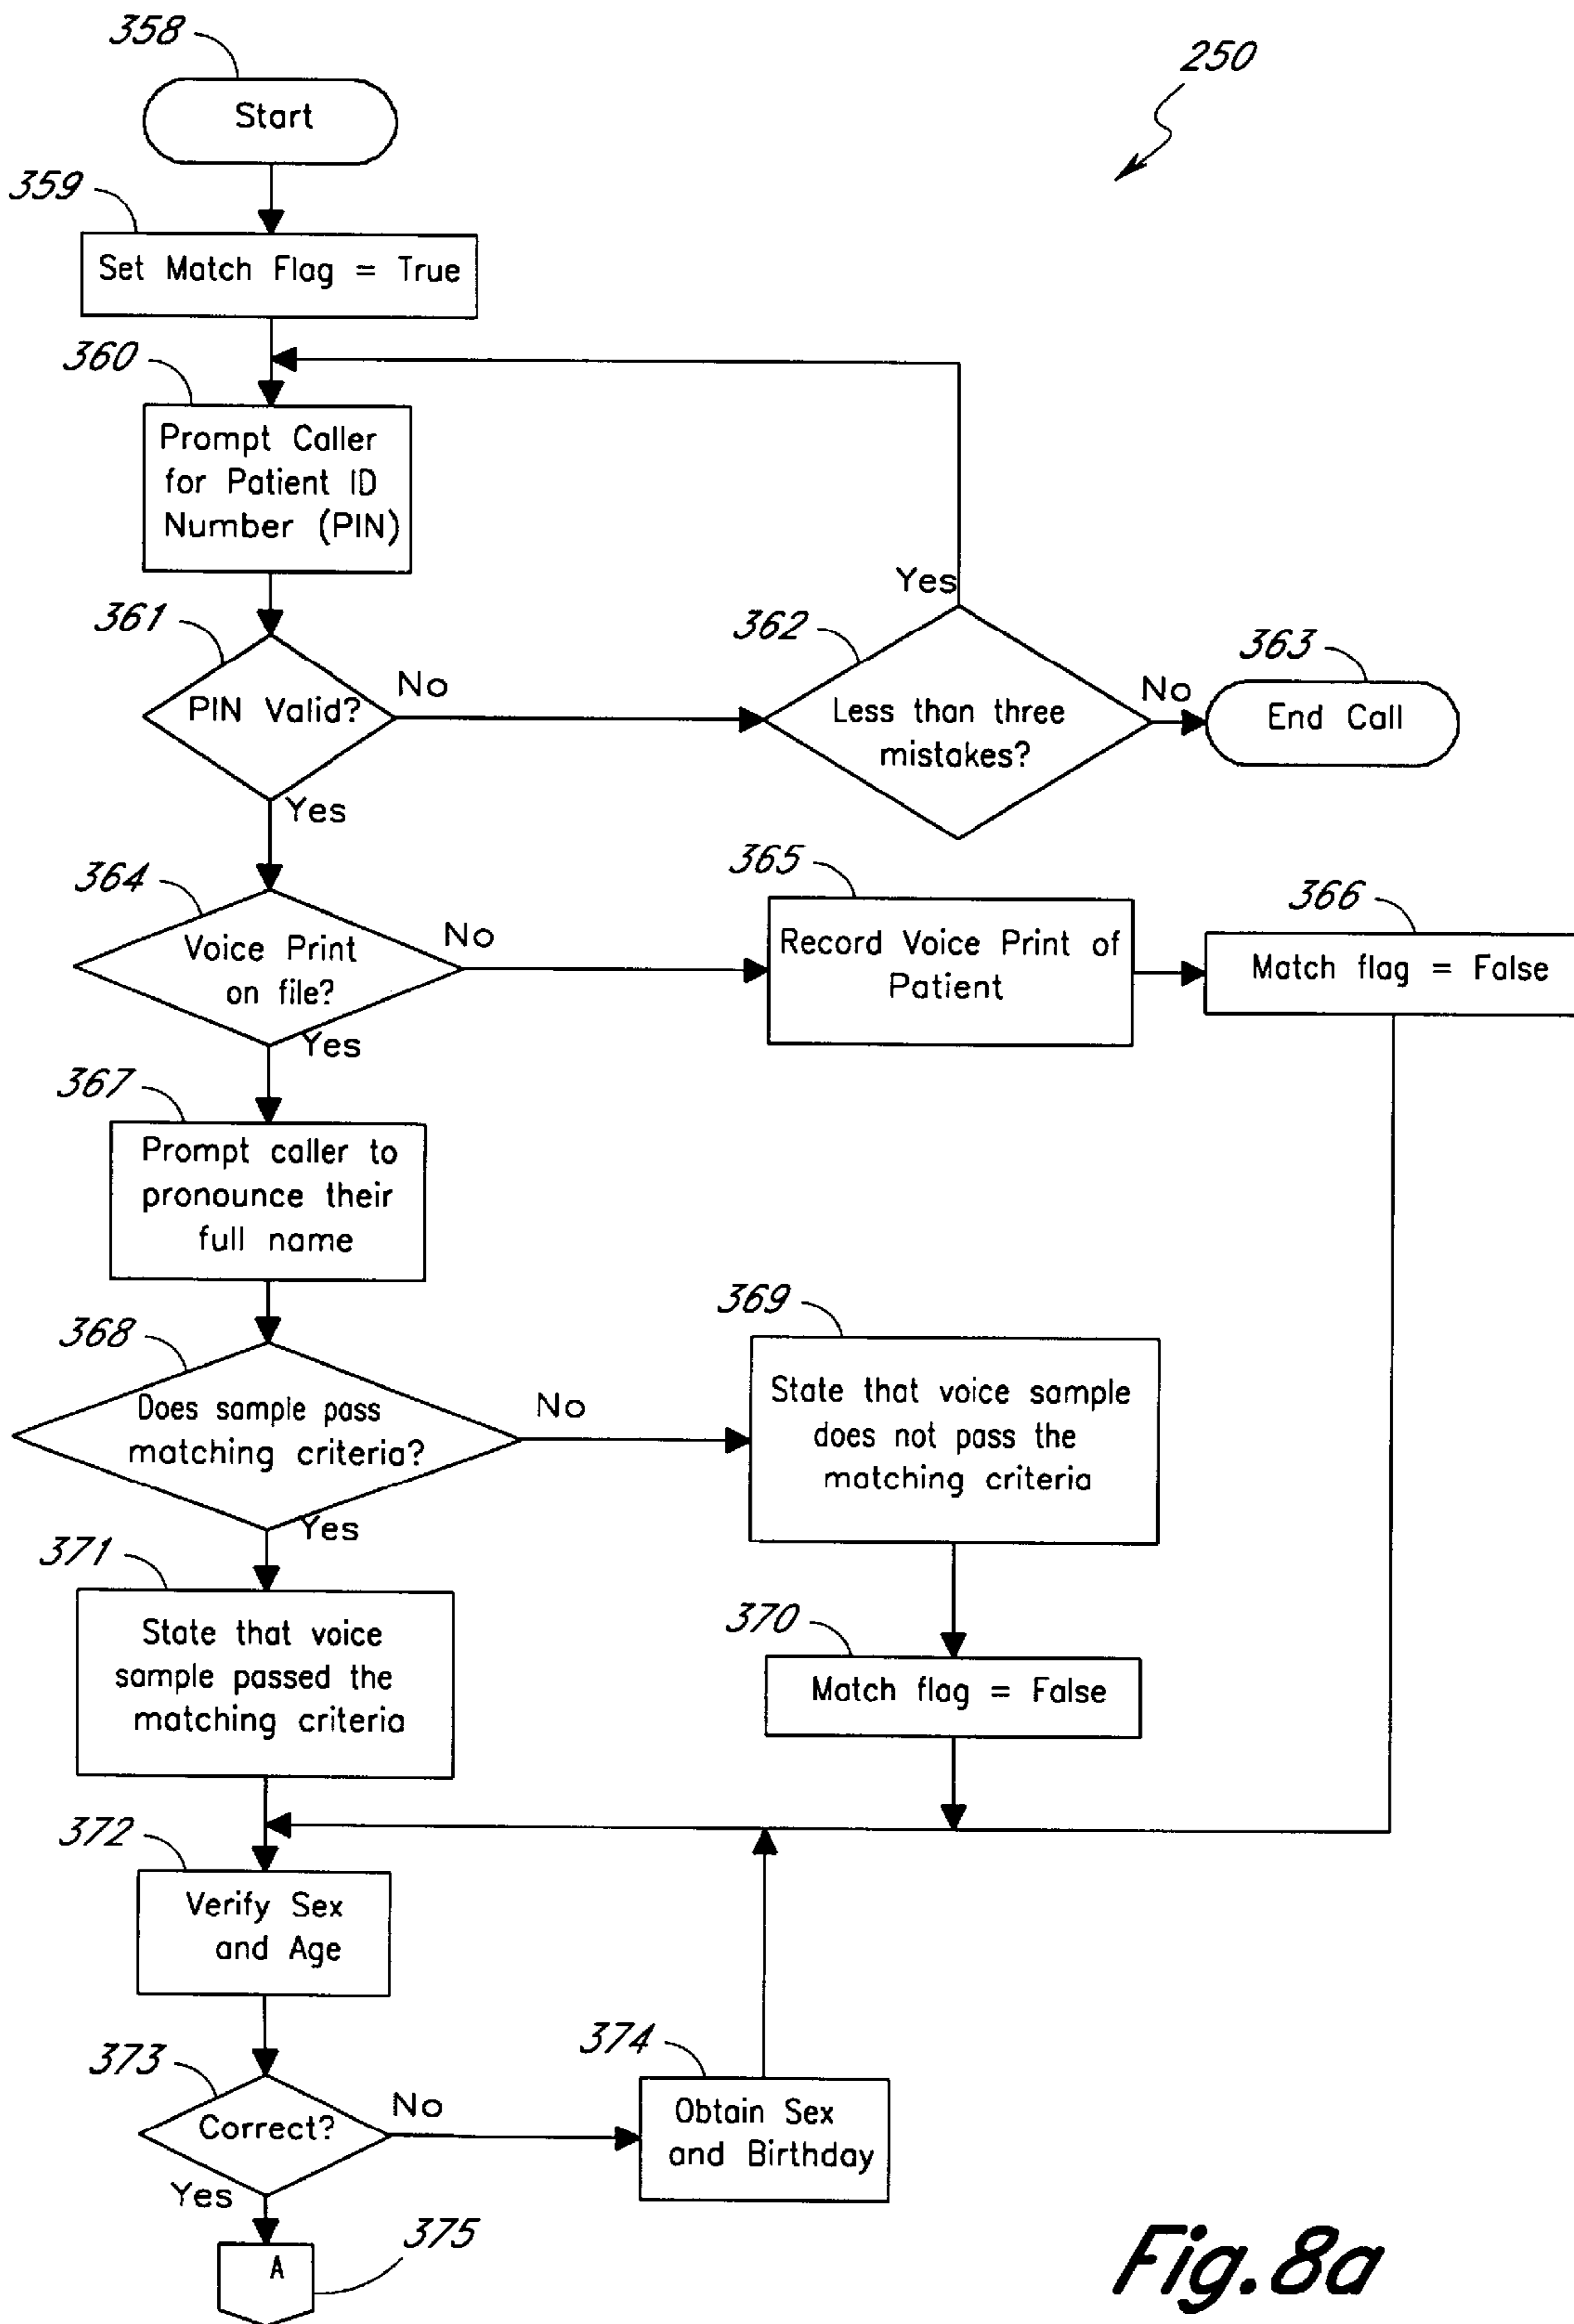 358
250
Start
359
Set Match Flag = True
360
Prompt Caller
for Patient ID
Number (PIN)
Yes
361
362
363
PIN Valid?
No
Less than three
mistakes?
No
End Call
Yes
364
365
366
Voice Print
on file?
No
Record Voice Print of
Patient
Match flag = False
Yes
367
Prompt caller to
pronounce their
full name
368
369
Does sample pass
matching criteria?
No
State that voice sample
does not pass the
matching criteria
Yes
371
370
State that voice
sample passed the
matching criteria
Match flag = False
372
Verify Sex
and Age
373
374
Correct?
No
Obtain Sex
and Birthday
Yes
375
A
Fig.8a